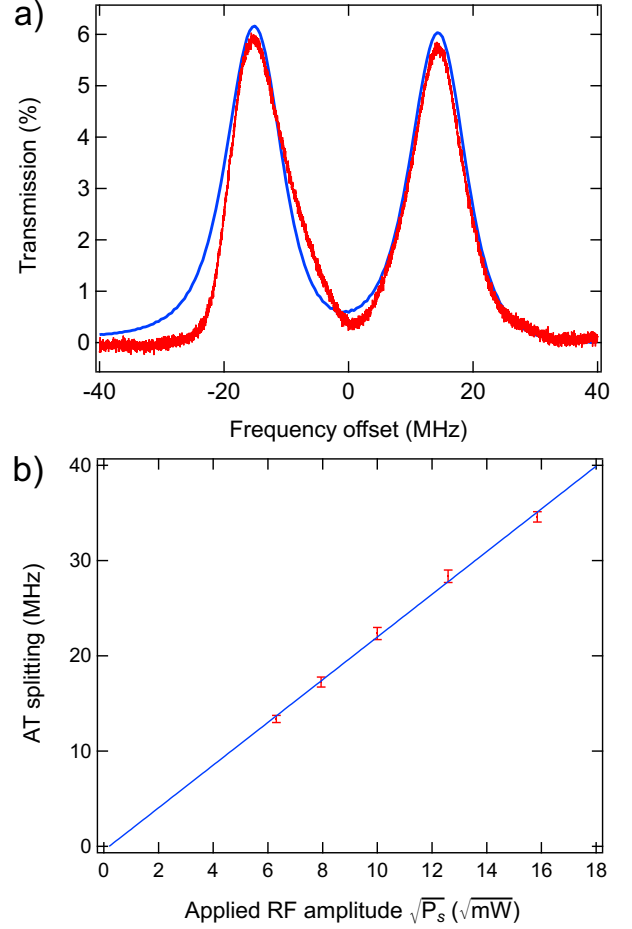 a)
Transmission (%)
6
5
4
3
2
1
0
-40 -20 0 20 40
Frequency offset (MHz)
b)
AT splitting (MHz)
40
30
20
10
0
0 2 4 6 8 10 12 14 16 18
Applied RF amplitude √Ps (√mW)